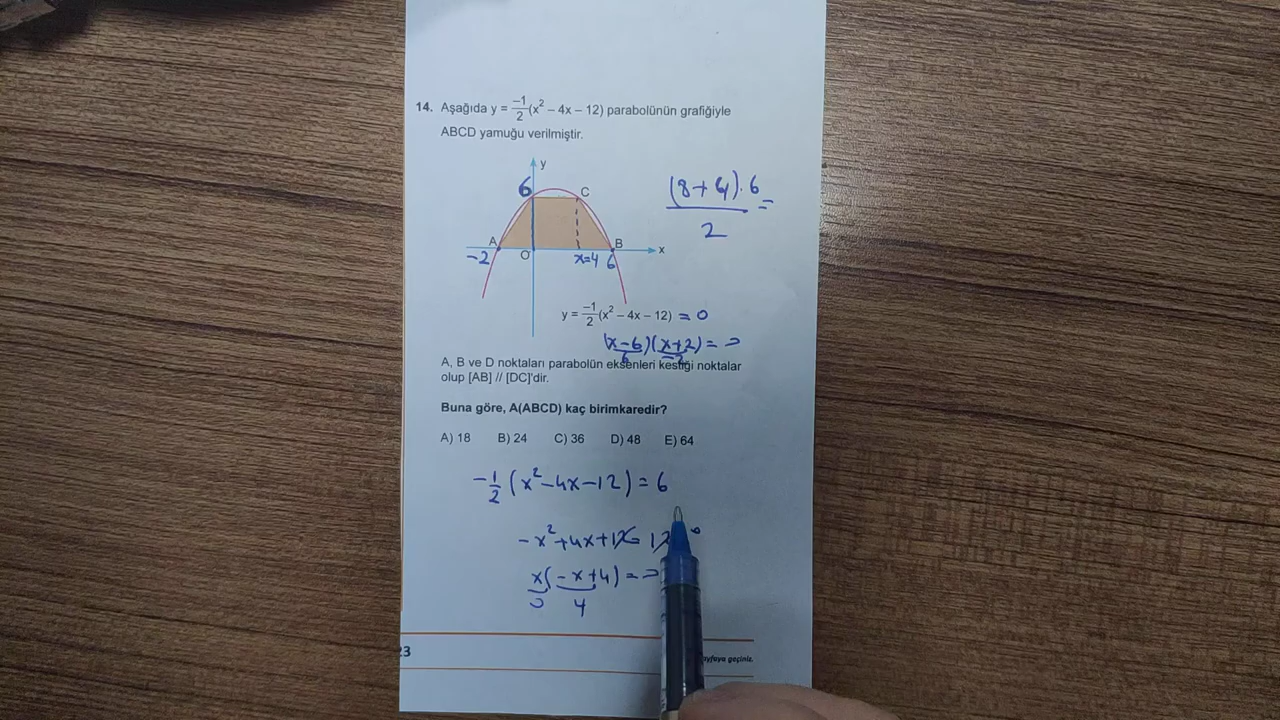 14. Aşağıda y = -1/2 (x² – 4x – 12) parabolünün grafiğiyle
ABCD yamuğu verilmiştir.
y
6
C
(8+4).6
2
=
A
B
x
-2
O
x=4
6
y = -1/2 (x² – 4x – 12) = 0
(x-6)(x+2) = 0
6
-2
A, B ve D noktaları parabolün eksenleri kestiği noktalar
olup [AB] // [DC]'dir.
Buna göre, A(ABCD) kaç birimkaredir?
A) 18 B) 24 C) 36 D) 48 E) 64
-1/2 (x²-4x-12) = 6
-x²+4x+12 = 12
x(-x+4) = 0
0
4
23
sayfaya geçiniz.